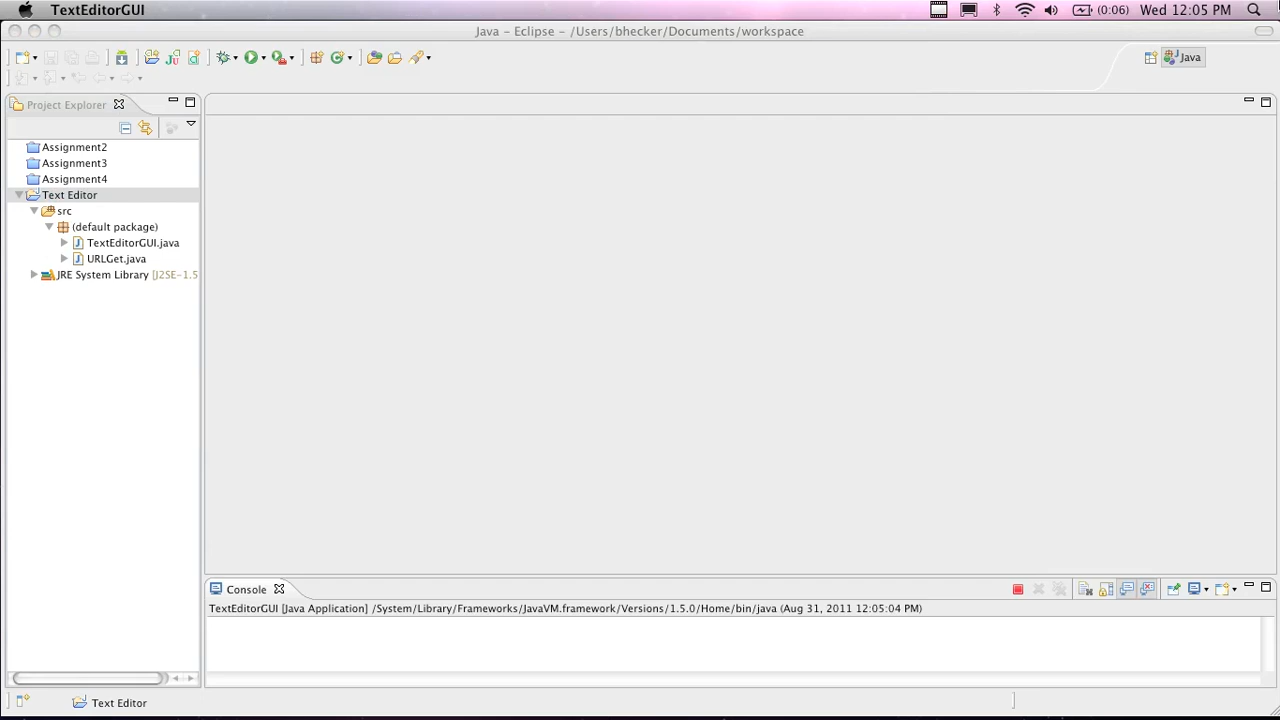 TextEditorGUI (0:06) Wed 12:05 PM
Java - Eclipse - /Users/bhecker/Documents/workspace
Java
Project Explorer
Assignment2
Assignment3
Assignment4
Text Editor
src
(default package)
TextEditorGUI.java
URLGet.java
JRE System Library [J2SE-1.5
Console
TextEditorGUI [Java Application] /System/Library/Frameworks/JavaVM.framework/Versions/1.5.0/Home/bin/java (Aug 31, 2011 12:05:04 PM)
Text Editor